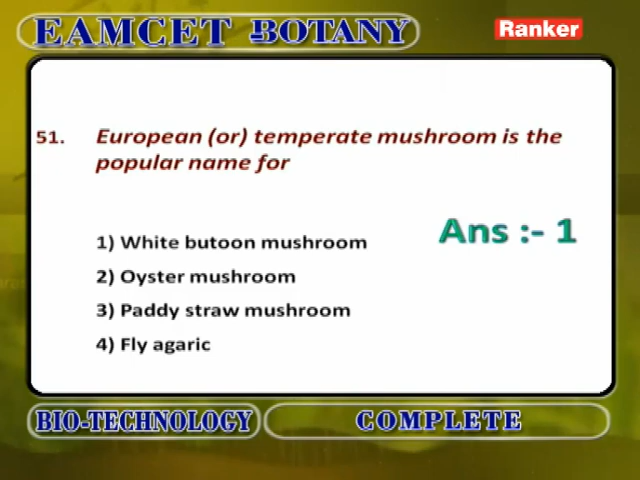 EAMCET - BOTANY
Ranker
51. European (or) temperate mushroom is the
popular name for
1) White butoon mushroom
Ans :- 1
2) Oyster mushroom
3) Paddy straw mushroom
4) Fly agaric
BIO-TECHNOLOGY
COMPLETE